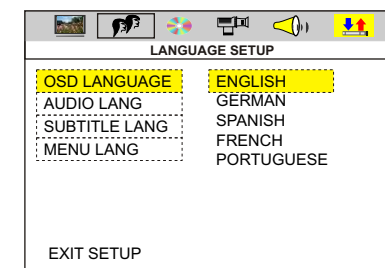 LANGUAGE SETUP
OSD LANGUAGE
AUDIO LANG
SUBTITLE LANG
MENU LANG
ENGLISH
GERMAN
SPANISH
FRENCH
PORTUGUESE
EXIT SETUP